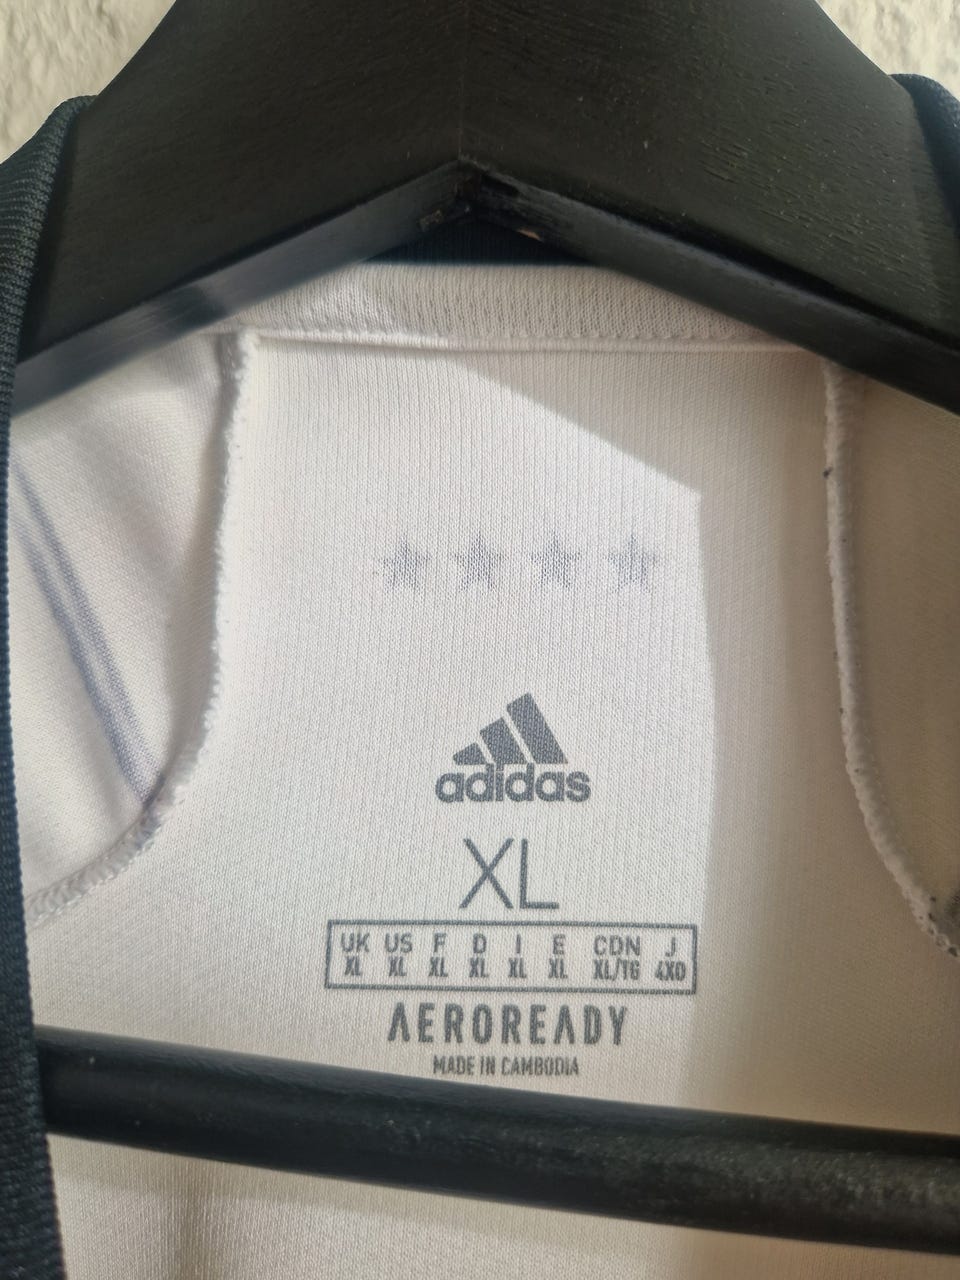 adidas
XL
UK US F D I E CDN J
XL XL XL XL XL XL XL/TG 4XO
AEROREADY
MADE IN CAMBODIA